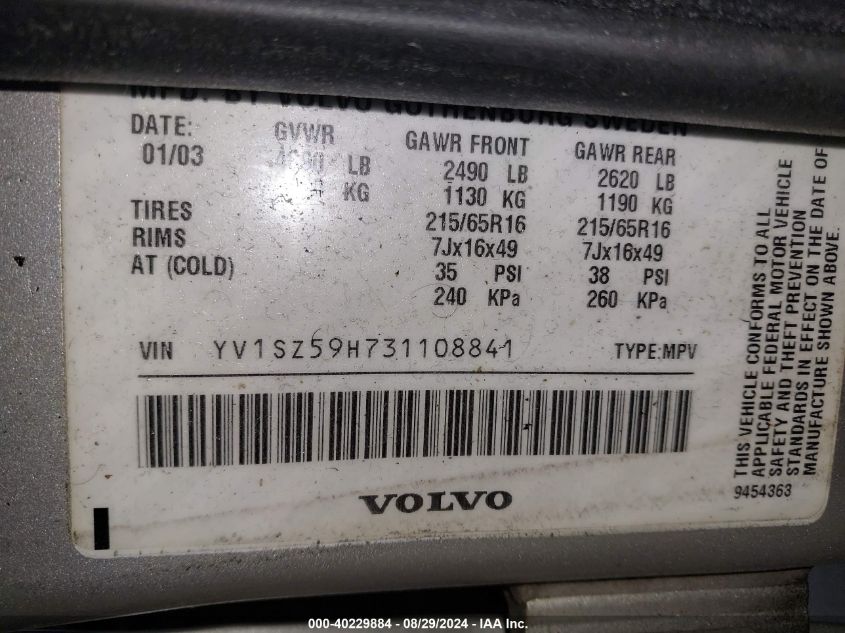 MFD. BY VOLVO GOTHENBURG SWEDEN
DATE: GVWR GAWR FRONT GAWR REAR
01/03 LB 2490 LB 2620 LB
KG 1130 KG 1190 KG
TIRES 215/65R16 215/65R16
RIMS 7Jx16x49 7Jx16x49
AT (COLD) 35 PSI 38 PSI
240 KPa 260 KPa
VIN YV1SZ59H731108841 TYPE:MPV
VOLVO
THIS VEHICLE CONFORMS TO ALL
APPLICABLE FEDERAL MOTOR VEHICLE
SAFETY AND THEFT PREVENTION
STANDARDS IN EFFECT ON THE DATE OF
MANUFACTURE SHOWN ABOVE.
9454363
000-40229884 - 08/29/2024 - IAA Inc.